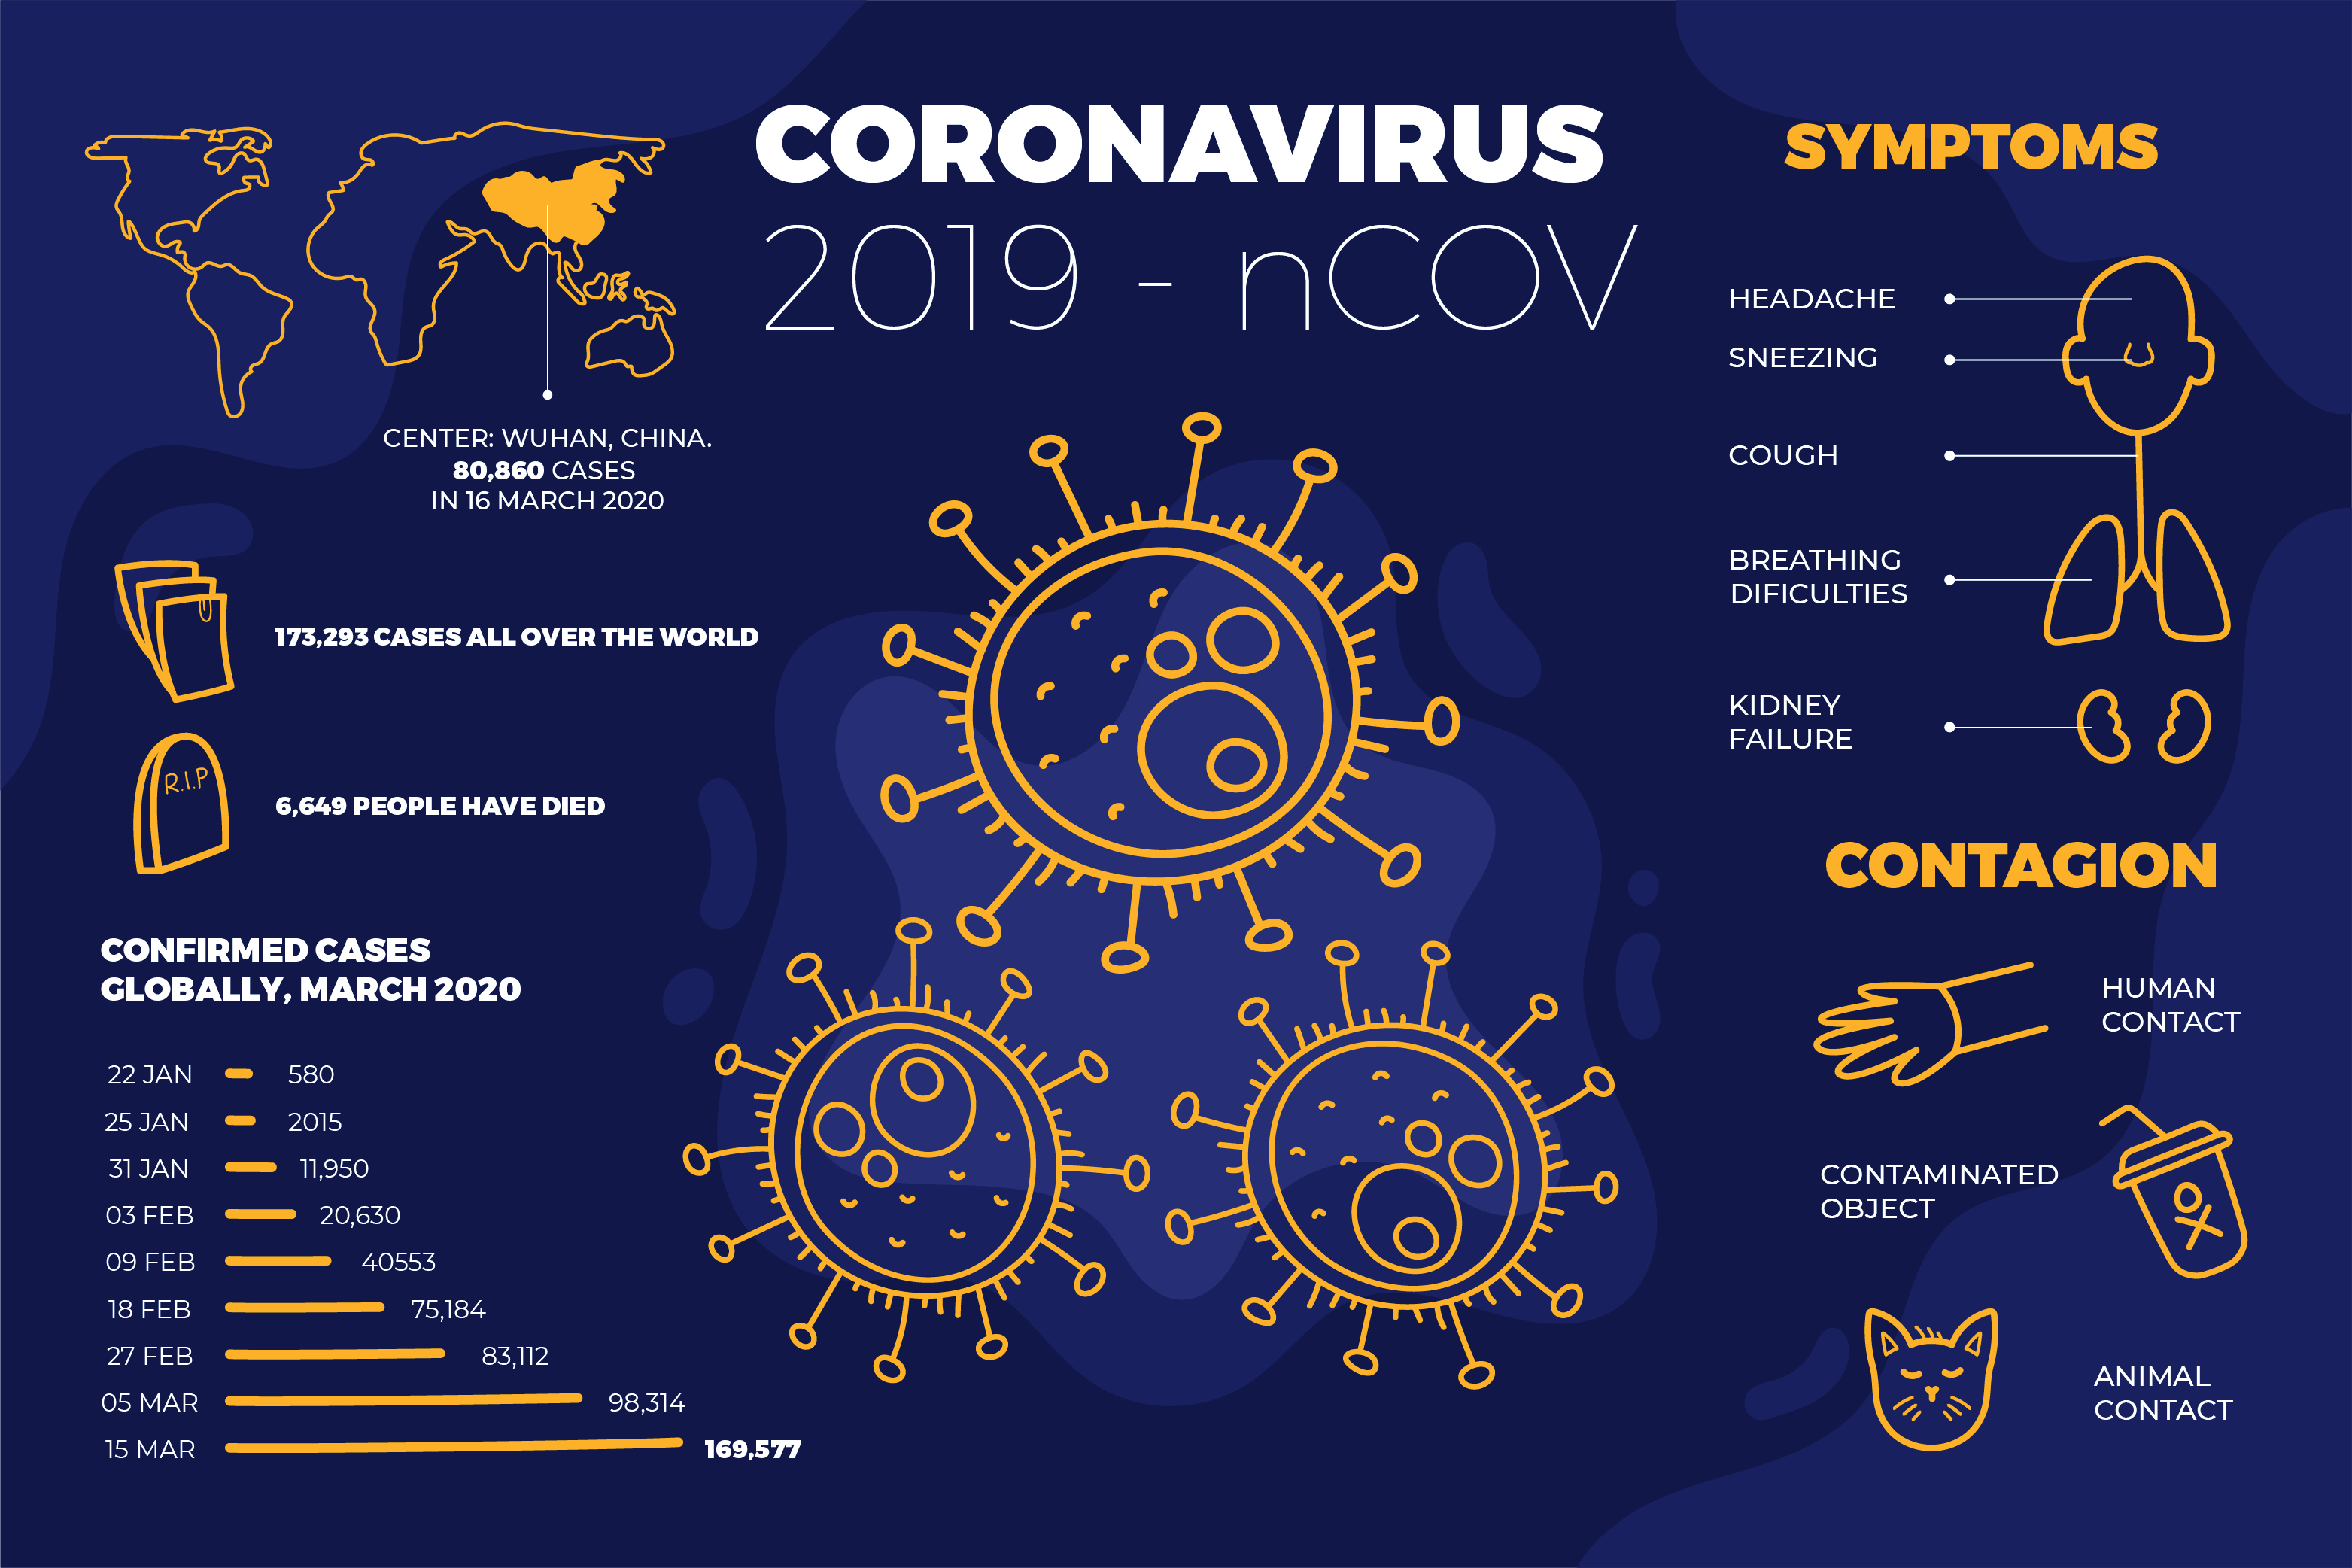 CORONAVIRUS
2019 - nCOV
CENTER: WUHAN, CHINA.
80,860 CASES
IN 16 MARCH 2020
173,293 CASES ALL OVER THE WORLD
R.I.P
6,649 PEOPLE HAVE DIED
CONFIRMED CASES
GLOBALLY, MARCH 2020
22 JAN 580
25 JAN 2015
31 JAN 11,950
03 FEB 20,630
09 FEB 40553
18 FEB 75,184
27 FEB 83,112
05 MAR 98,314
15 MAR 169,577
SYMPTOMS
HEADACHE
SNEEZING
COUGH
BREATHING
DIFICULTIES
KIDNEY
FAILURE
CONTAGION
HUMAN
CONTACT
CONTAMINATED
OBJECT
ANIMAL
CONTACT